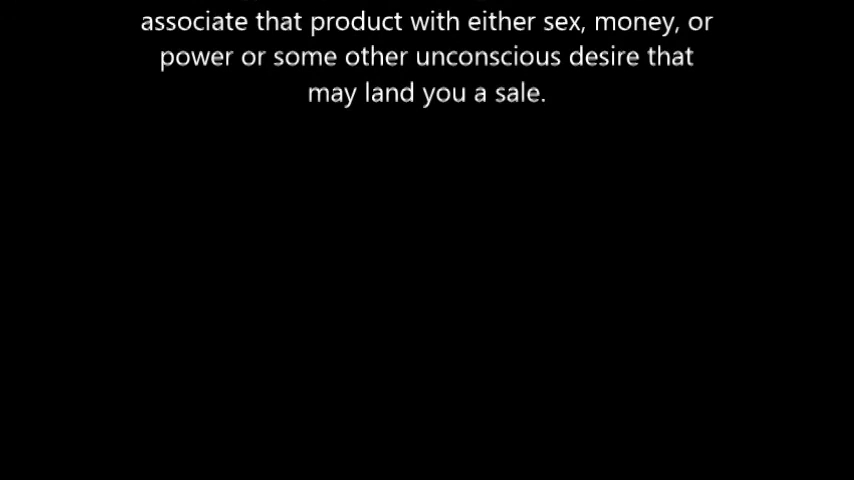 associate that product with either sex, money, or
power or some other unconscious desire that
may land you a sale.